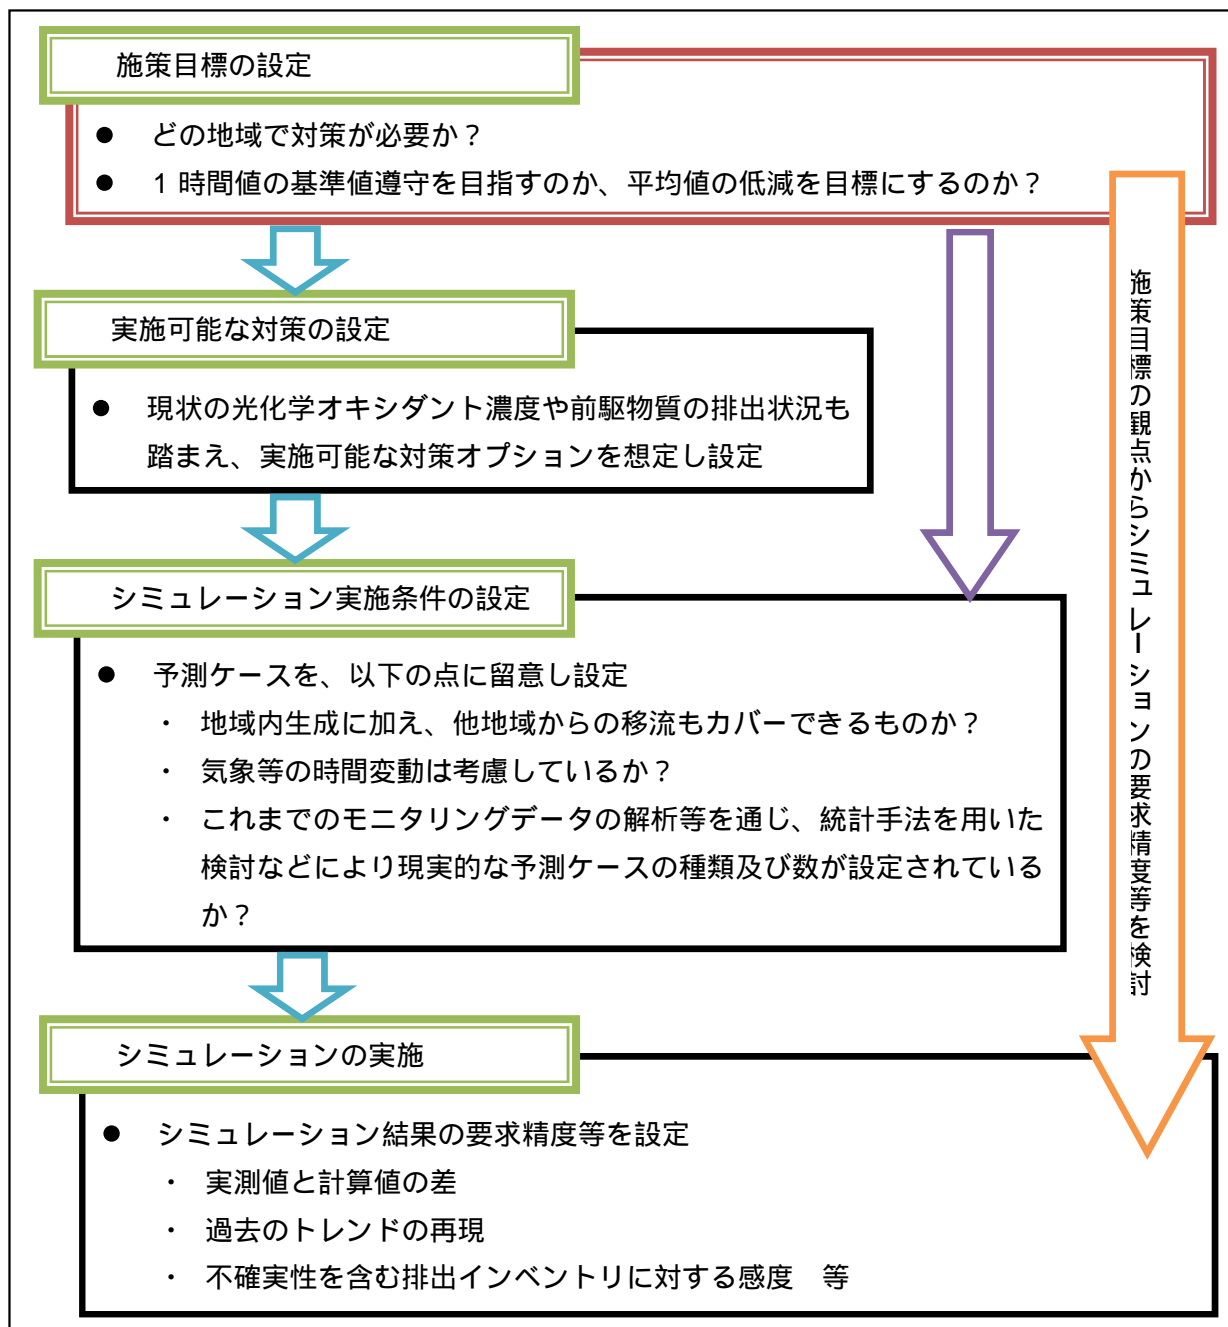 施策目標の設定
● どの地域で対策が必要か？
● 1 時間値の基準値遵守を目指すのか、平均値の低減を目標にするのか？
実施可能な対策の設定
● 現状の光化学オキシダント濃度や前駆物質の排出状況も
踏まえ、実施可能な対策オプションを想定し設定
シミュレーション実施条件の設定
● 予測ケースを、以下の点に留意し設定
・ 地域内生成に加え、他地域からの移流もカバーできるものか？
・ 気象等の時間変動は考慮しているか？
・ これまでのモニタリングデータの解析等を通じ、統計手法を用いた
検討などにより現実的な予測ケースの種類及び数が設定されている
か？
シミュレーションの実施
● シミュレーション結果の要求精度等を設定
・ 実測値と計算値の差
・ 過去のトレンドの再現
・ 不確実性を含む排出インベントリに対する感度　等
施策目標の観点からシミュレーションの要求精度等を検討